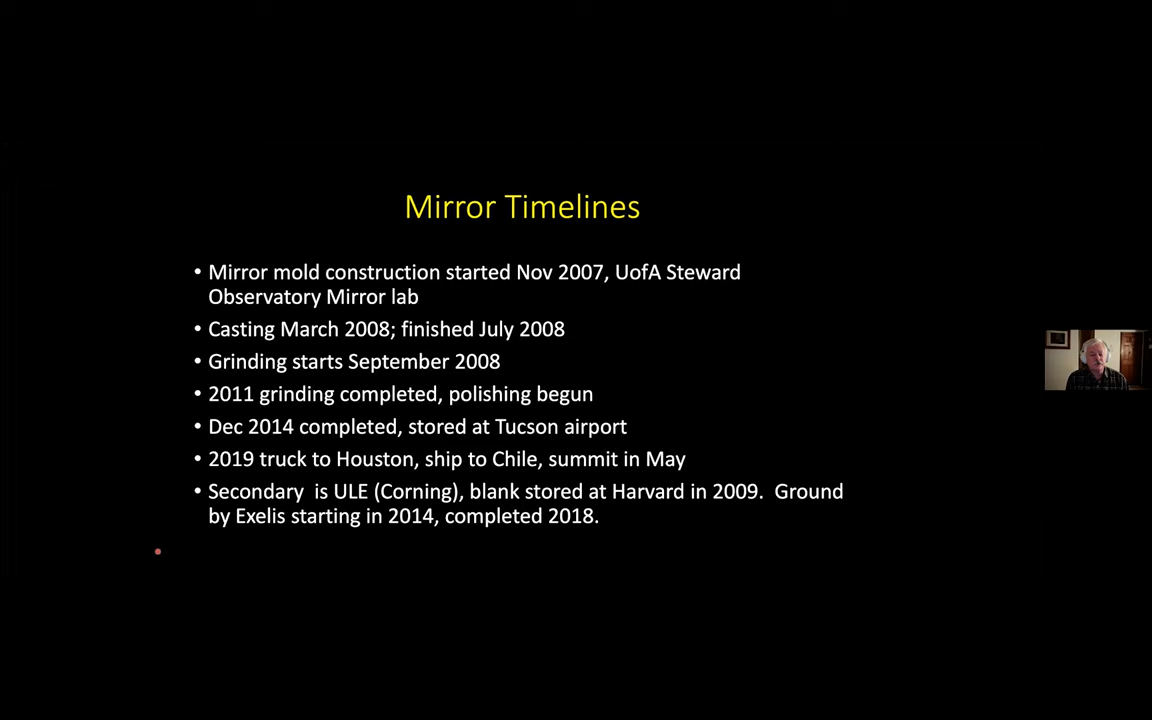 Mirror Timelines
• Mirror mold construction started Nov 2007, UofA Steward
Observatory Mirror lab
• Casting March 2008; finished July 2008
• Grinding starts September 2008
• 2011 grinding completed, polishing begun
• Dec 2014 completed, stored at Tucson airport
• 2019 truck to Houston, ship to Chile, summit in May
• Secondary  is ULE (Corning), blank stored at Harvard in 2009.  Ground
by Exelis starting in 2014, completed 2018.